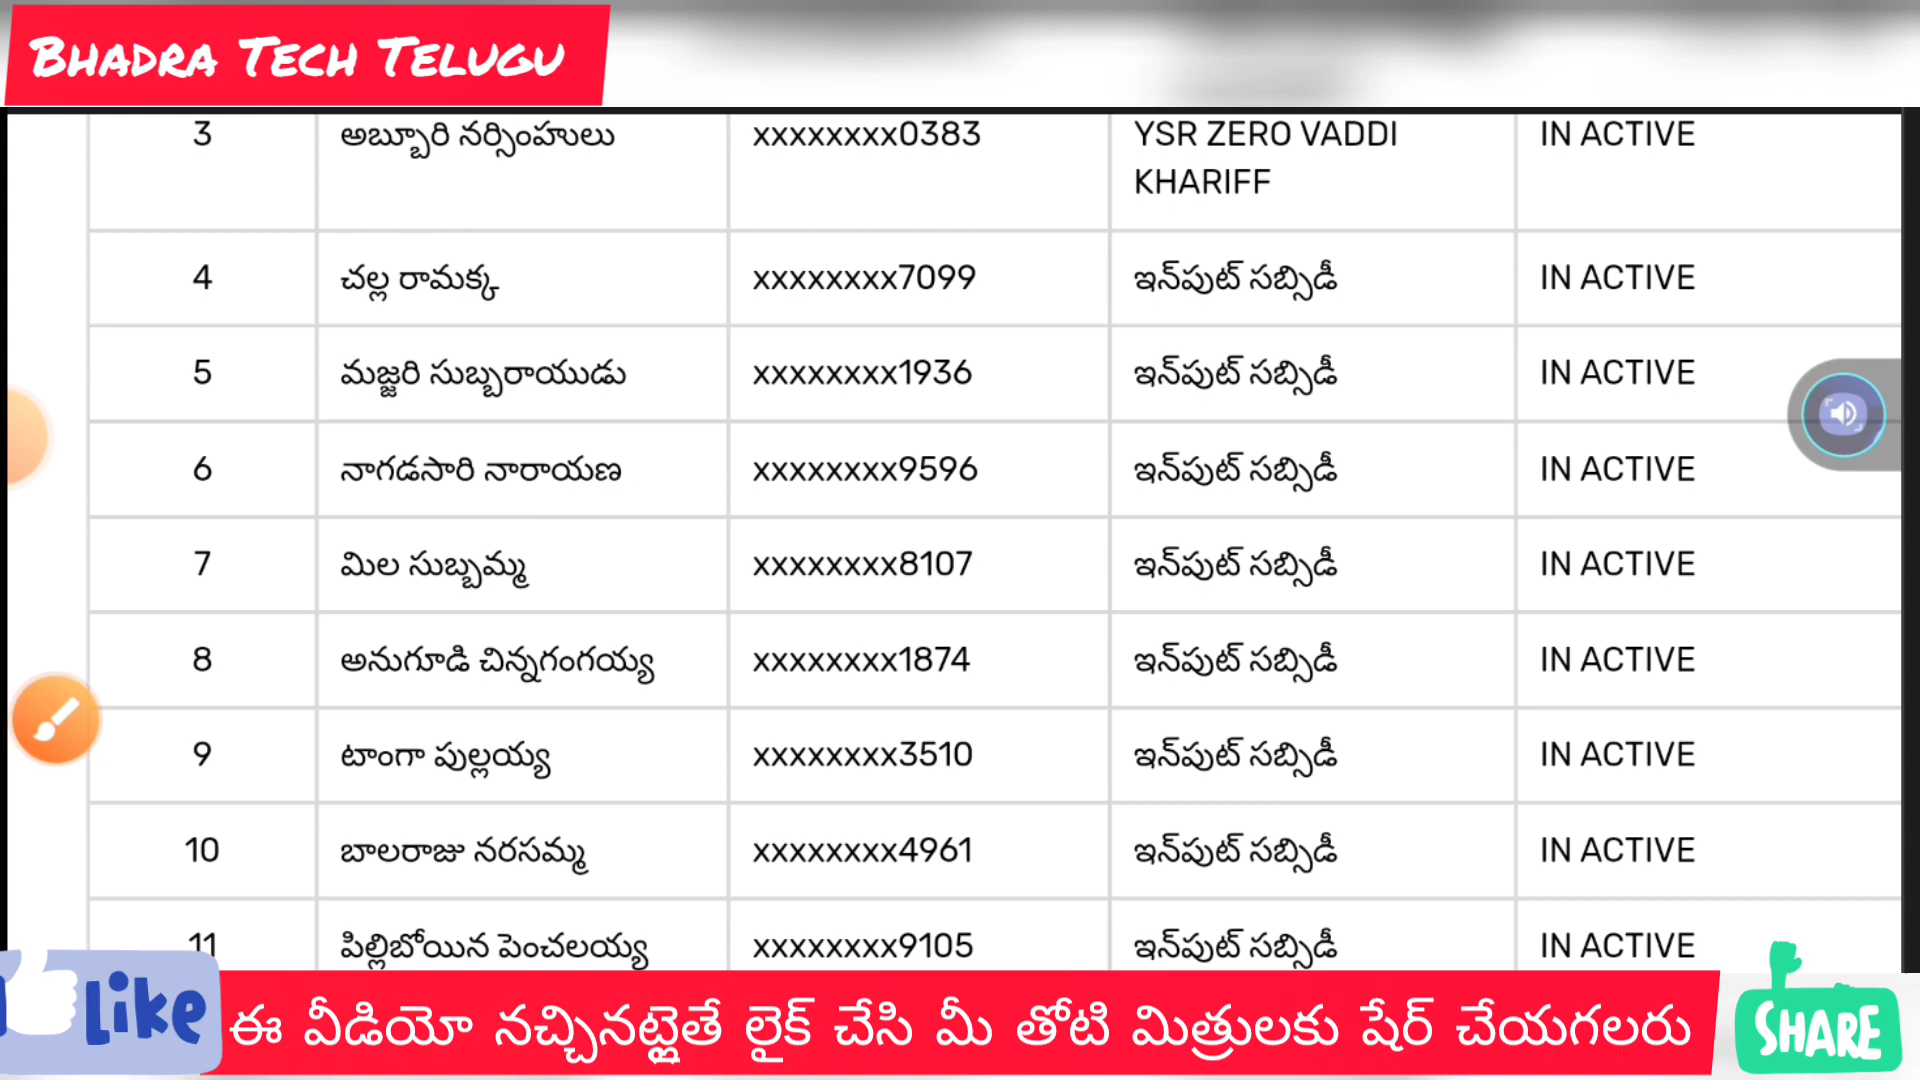 BHADRA TECH TELUGU
3 అబ్బూరి నర్సింహులు xxxxxxxx0383 YSR ZERO VADDI IN ACTIVE
KHARIFF
4 చల్ల రామక్క xxxxxxxx7099 ఇన్‌పుట్ సబ్సిడీ IN ACTIVE
5 మజ్జరి సుబ్బరాయుడు xxxxxxxx1936 ఇన్‌పుట్ సబ్సిడీ IN ACTIVE
6 నాగడసారి నారాయణ xxxxxxxx9596 ఇన్‌పుట్ సబ్సిడీ IN ACTIVE
7 మిల సుబ్బమ్మ xxxxxxxx8107 ఇన్‌పుట్ సబ్సిడీ IN ACTIVE
8 అనుగూడి చిన్నగంగయ్య xxxxxxxx1874 ఇన్‌పుట్ సబ్సిడీ IN ACTIVE
9 టాంగా పుల్లయ్య xxxxxxxx3510 ఇన్‌పుట్ సబ్సిడీ IN ACTIVE
10 బాలరాజు నరసమ్మ xxxxxxxx4961 ఇన్‌పుట్ సబ్సిడీ IN ACTIVE
11 పిల్లిబోయిన పెంచలయ్య xxxxxxxx9105 ఇన్‌పుట్ సబ్సిడీ IN ACTIVE
like ఈ వీడియో నచ్చినట్లైతే లైక్ చేసి మీ తోటి మిత్రులకు షేర్ చేయగలరు SHARE